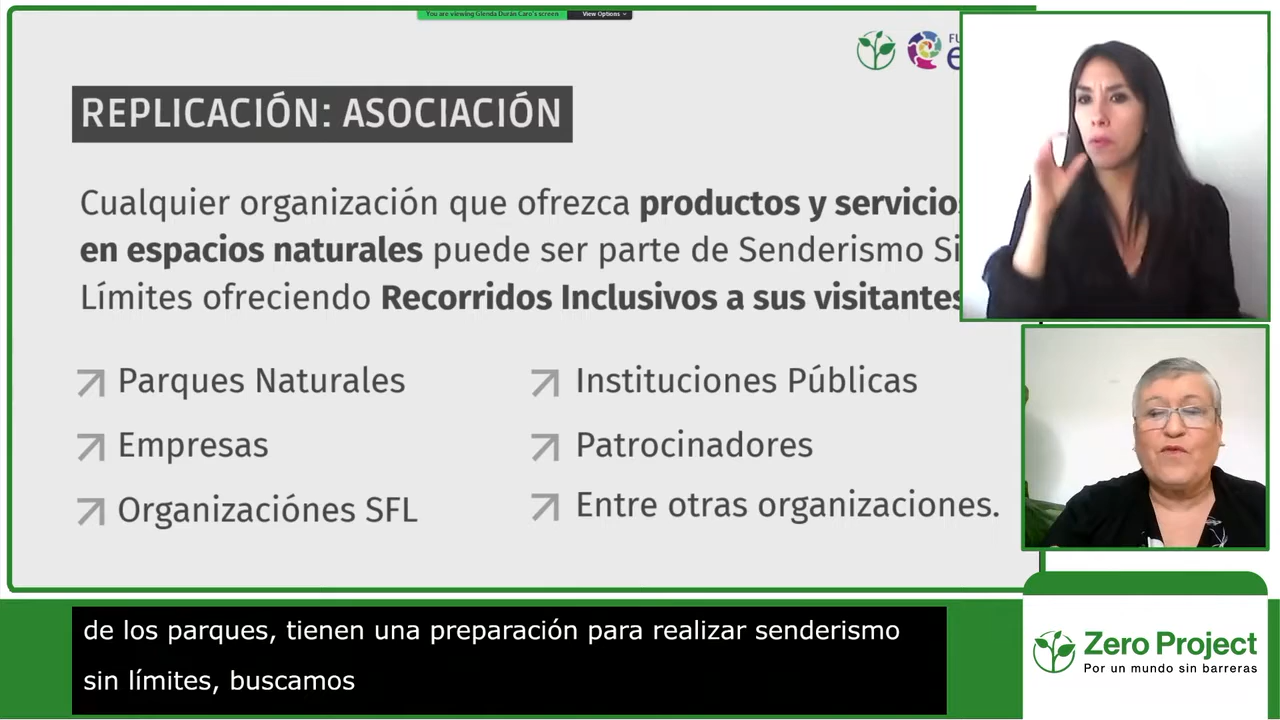 You are viewing Glenda Durán Caro's screen
View Options
FU
e
REPLICACIÓN: ASOCIACIÓN
Cualquier organización que ofrezca productos y servicio
en espacios naturales puede ser parte de Senderismo Si
Límites ofreciendo Recorridos Inclusivos a sus visitantes
Parques Naturales
Instituciones Públicas
Empresas
Patrocinadores
Organizaciónes SFL
Entre otras organizaciones.
de los parques, tienen una preparación para realizar senderismo
sin límites, buscamos
Zero Project
Por un mundo sin barreras